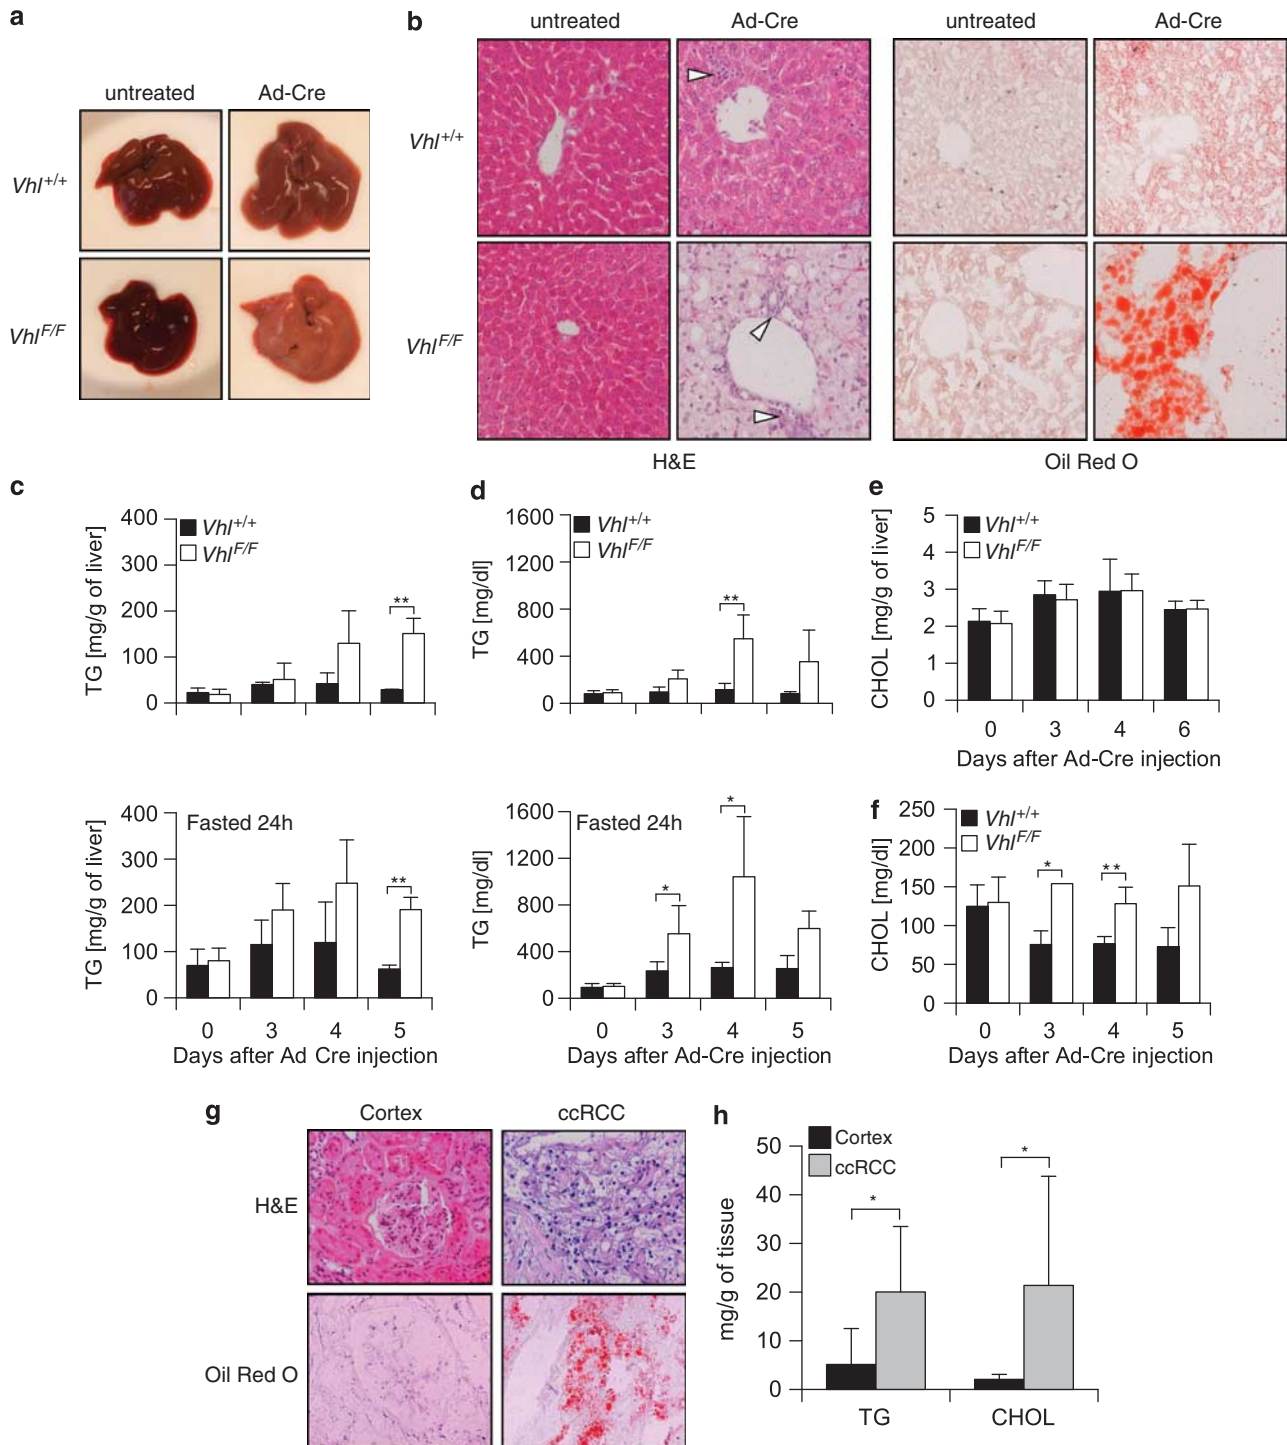 a
untreated Ad-Cre
Vhl+/+
VhlF/F
b
untreated Ad-Cre untreated Ad-Cre
Vhl+/+
VhlF/F
H&E Oil Red O
c
TG [mg/g of liver]
400
300
200
100
0
Vhl+/+
VhlF/F
**
Fasted 24h
TG [mg/g of liver]
400
300
200
100
0
**
0 3 4 5
Days after Ad Cre injection
d
TG [mg/dl]
1600
1200
800
400
0
Vhl+/+
VhlF/F
**
Fasted 24h
TG [mg/dl]
1600
1200
800
400
0
*
*
0 3 4 5
Days after Ad-Cre injection
e
CHOL [mg/g of liver]
5
4
3
2
1
0
Vhl+/+
VhlF/F
0 3 4 6
Days after Ad-Cre injection
f
CHOL [mg/dl]
250
200
150
100
50
0
Vhl+/+
VhlF/F
*
**
0 3 4 5
Days after Ad-Cre injection
g
Cortex ccRCC
H&E
Oil Red O
h
mg/g of tissue
50
40
30
20
10
0
Cortex
ccRCC
*
*
TG CHOL